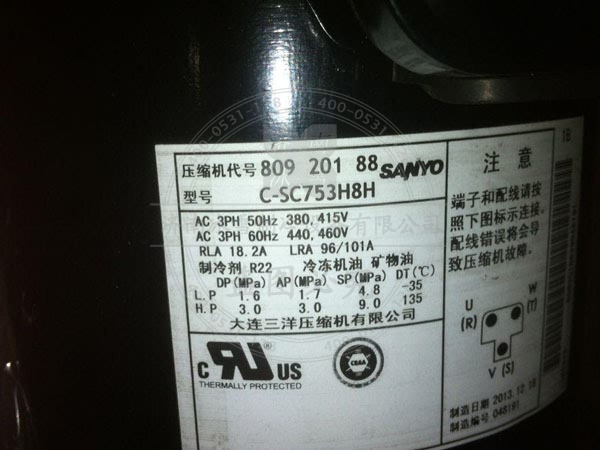 压缩机代号 809 201 88 SANYO
型号 C-SC753H8H
AC 3PH 50Hz 380,415V
AC 3PH 60Hz 440,460V
RLA 18.2A LRA 96/101A
制冷剂 R22 冷冻机油 矿物油
DP(MPa) AP(MPa) SP(MPa) DT(℃)
L.P 1.6 1.7 4.8 -35
H.P 3.0 3.0 9.0 135
大连三洋压缩机有限公司
C RU US
THERMALLY PROTECTED
CRAA
1B
注意
端子和配线请按
照下图标示连接。
配线错误将会导
致压缩机故障。
U W
(R) (T)
V (S)
制造日期 2013.12.18
制造番号 048191
400-0531-